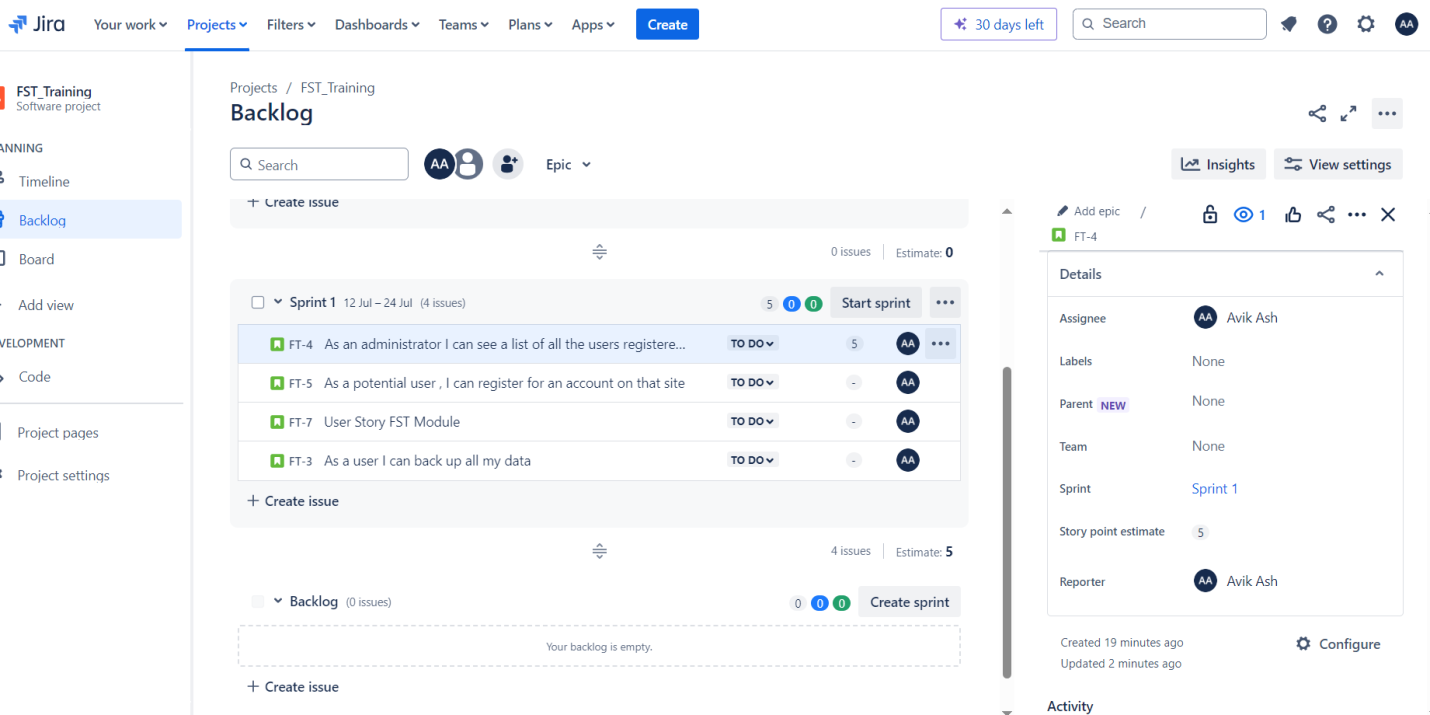 Jira Your work Projects Filters Dashboards Teams Plans Apps Create 30 days left Search AA
FST_Training
Software project
ANNING
Timeline
Backlog
Board
Add view
VELOPMENT
Code
Project pages
Project settings
Projects / FST_Training
Backlog
Search AA Epic Insights View settings
+ Create issue
0 issues Estimate: 0
Sprint 1 12 Jul – 24 Jul (4 issues) 5 0 0 Start sprint
FT-4 As an administrator I can see a list of all the users registere... TO DO 5 AA
FT-5 As a potential user , I can register for an account on that site TO DO - AA
FT-7 User Story FST Module TO DO - AA
FT-3 As a user I can back up all my data TO DO - AA
+ Create issue
4 issues Estimate: 5
Backlog (0 issues) 0 0 0 Create sprint
Your backlog is empty.
+ Create issue
Add epic / 1
FT-4
Details
Assignee AA Avik Ash
Labels None
Parent NEW None
Team None
Sprint Sprint 1
Story point estimate 5
Reporter AA Avik Ash
Created 19 minutes ago Configure
Updated 2 minutes ago
Activity